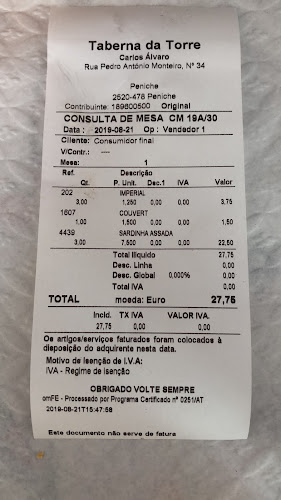 Taberna da Torre
Carlos Álvaro
Rua Pedro António Monteiro, Nº 34
Peniche
2520-476 Peniche
Contribuinte: 189600500 Original
CONSULTA DE MESA CM 19A/30
Data : 2019-08-21 Op : Vendedor 1
Cliente: Consumidor final
V/Contr.: ----
Mesa: 1
Ref. Descrição
Qt. P. Unit. Dec.1 IVA Valor
202 IMPERIAL
3,00 1,250 0,00 0,00 3,75
1607 COUVERT
1,00 1,500 0,00 0,00 1,50
4439 SARDINHA ASSADA
3,00 7,500 0,00 0,00 22,50
Total Ilíquido 27,75
Desc. Linha 0,00
Desc. Global 0,000% 0,00
Total IVA 0,00
TOTAL moeda: Euro 27,75
Incid. TX IVA VALOR IVA.
27,75 0,00 0,00
Os artigos/serviços faturados foram colocados à
disposição do adquirente nesta data.
Motivo de Isenção de I.V.A:
IVA - Regime de Isenção
OBRIGADO VOLTE SEMPRE
omFE - Processado por Programa Certificado nº 0251/AT
2019-08-21T15:47:58
Este documento não serve de fatura